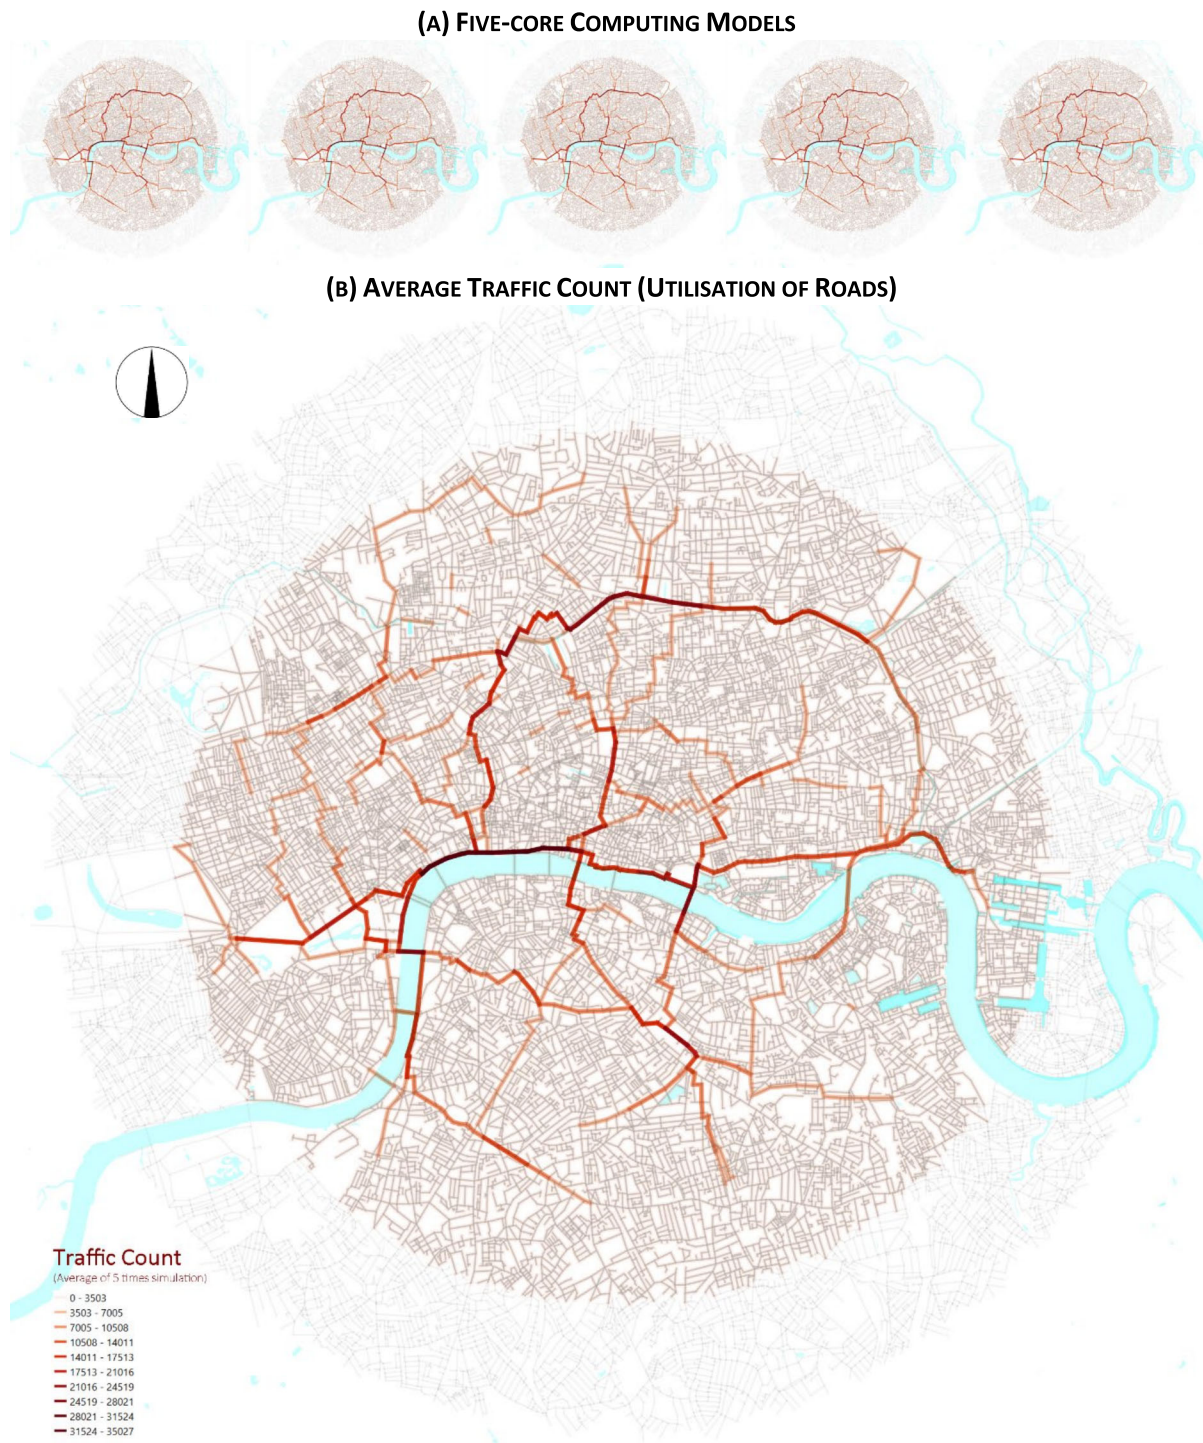 (A) FIVE-CORE COMPUTING MODELS
(B) AVERAGE TRAFFIC COUNT (UTILISATION OF ROADS)
Traffic Count
(Average of 5 times simulation)
0 - 3503
3503 - 7005
7005 - 10508
10508 - 14011
14011 - 17513
17513 - 21016
21016 - 24519
24519 - 28021
28021 - 31524
31524 - 35027